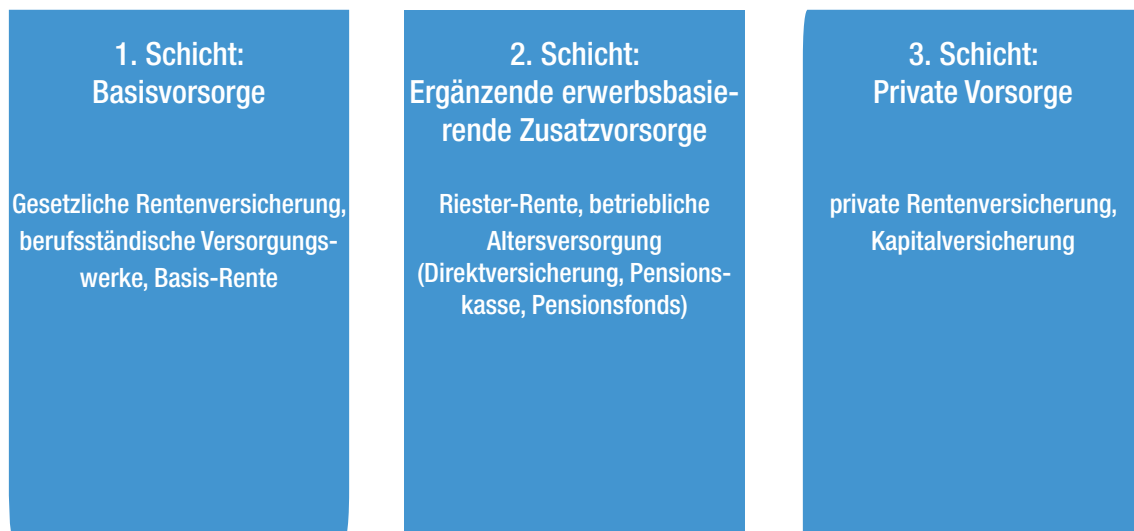 1. Schicht:
Basisvorsorge
Gesetzliche Rentenversicherung,
berufsständische Versorgungs-
werke, Basis-Rente
2. Schicht:
Ergänzende erwerbsbasie-
rende Zusatzvorsorge
Riester-Rente, betriebliche
Altersversorgung
(Direktversicherung, Pensions-
kasse, Pensionsfonds)
3. Schicht:
Private Vorsorge
private Rentenversicherung,
Kapitalversicherung